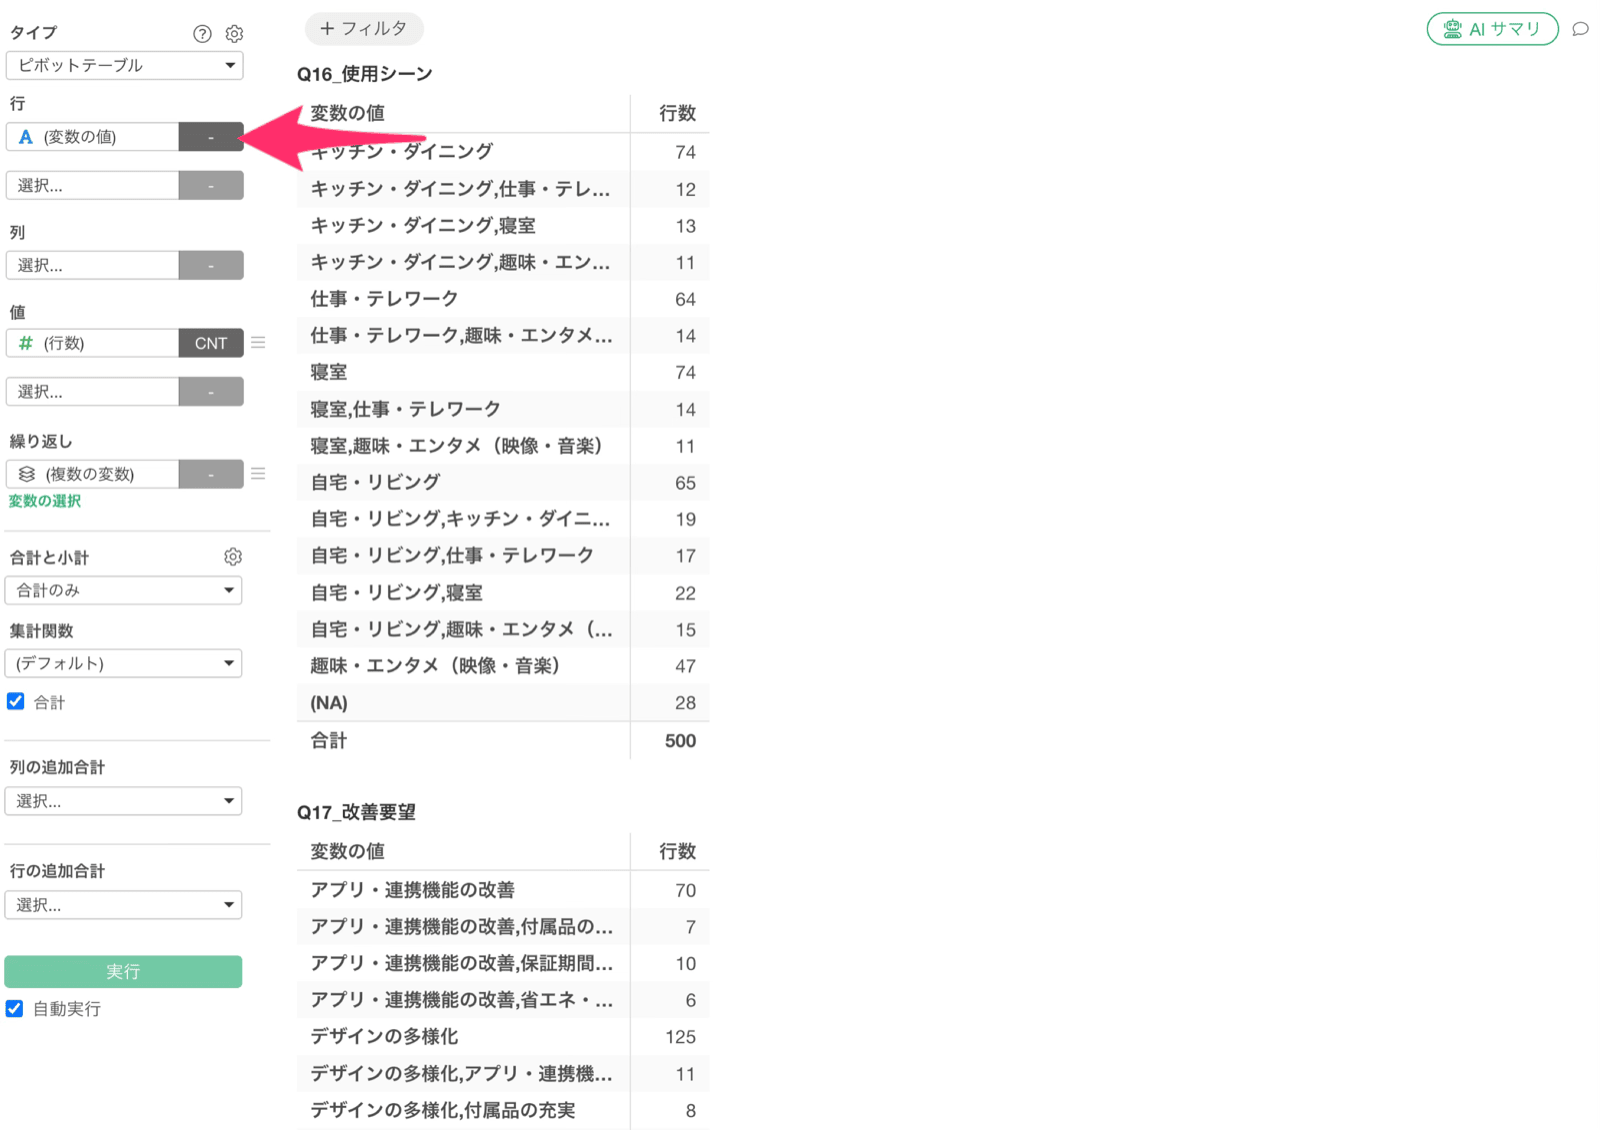 タイプ
ピボットテーブル
行
A (変数の値) -
選択... -
列
選択... -
値
# (行数) CNT
選択... -
繰り返し
(複数の変数) -
変数の選択
合計と小計
合計のみ
集計関数
(デフォルト)
合計
列の追加合計
選択...
行の追加合計
選択...
実行
自動実行
+ フィルタ
AI サマリ
Q16_使用シーン
変数の値 行数
キッチン・ダイニング 74
キッチン・ダイニング,仕事・テレ... 12
キッチン・ダイニング,寝室 13
キッチン・ダイニング,趣味・エン... 11
仕事・テレワーク 64
仕事・テレワーク,趣味・エンタメ... 14
寝室 74
寝室,仕事・テレワーク 14
寝室,趣味・エンタメ（映像・音楽） 11
自宅・リビング 65
自宅・リビング,キッチン・ダイニ... 19
自宅・リビング,仕事・テレワーク 17
自宅・リビング,寝室 22
自宅・リビング,趣味・エンタメ（... 15
趣味・エンタメ（映像・音楽） 47
(NA) 28
合計 500
Q17_改善要望
変数の値 行数
アプリ・連携機能の改善 70
アプリ・連携機能の改善,付属品の... 7
アプリ・連携機能の改善,保証期間... 10
アプリ・連携機能の改善,省エネ・... 6
デザインの多様化 125
デザインの多様化,アプリ・連携機... 11
デザインの多様化,付属品の充実 8